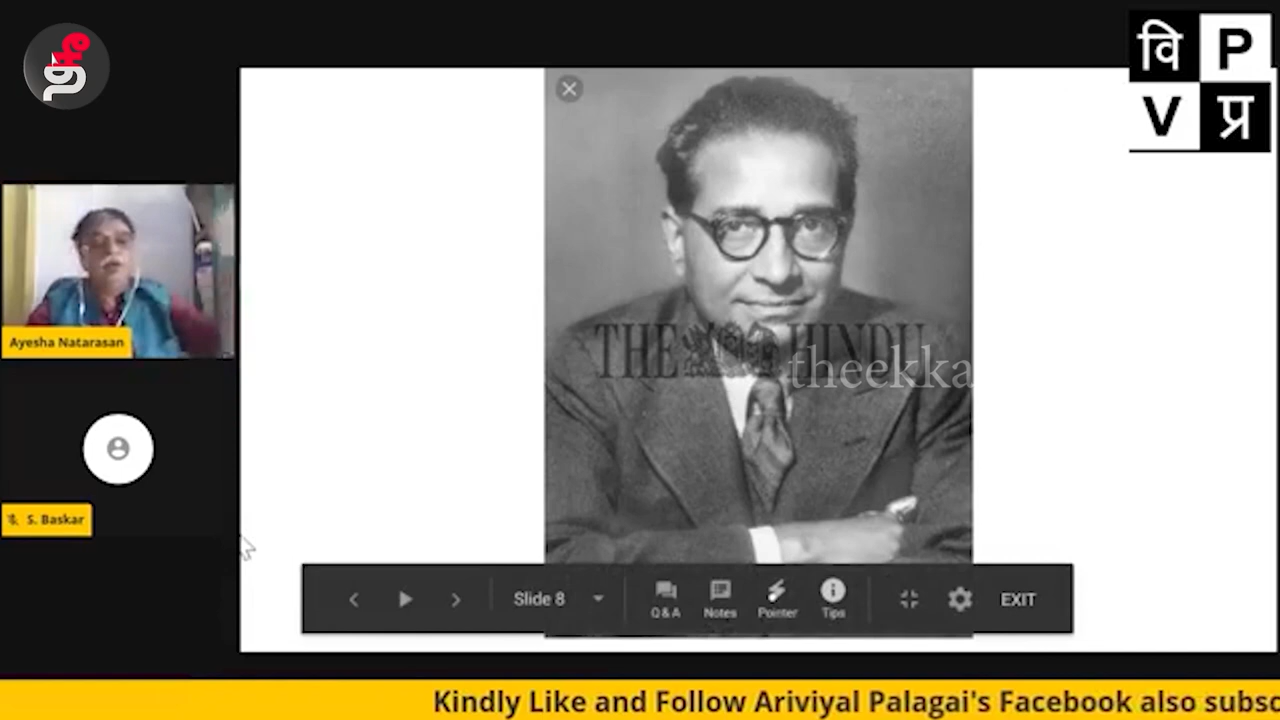 வி P
V प्र
THE HINDU
theekka
Ayesha Natarasan
S. Baskar
Slide 8
Q & A Notes Pointer Tips EXIT
Kindly Like and Follow Ariviyal Palagai's Facebook also subsc